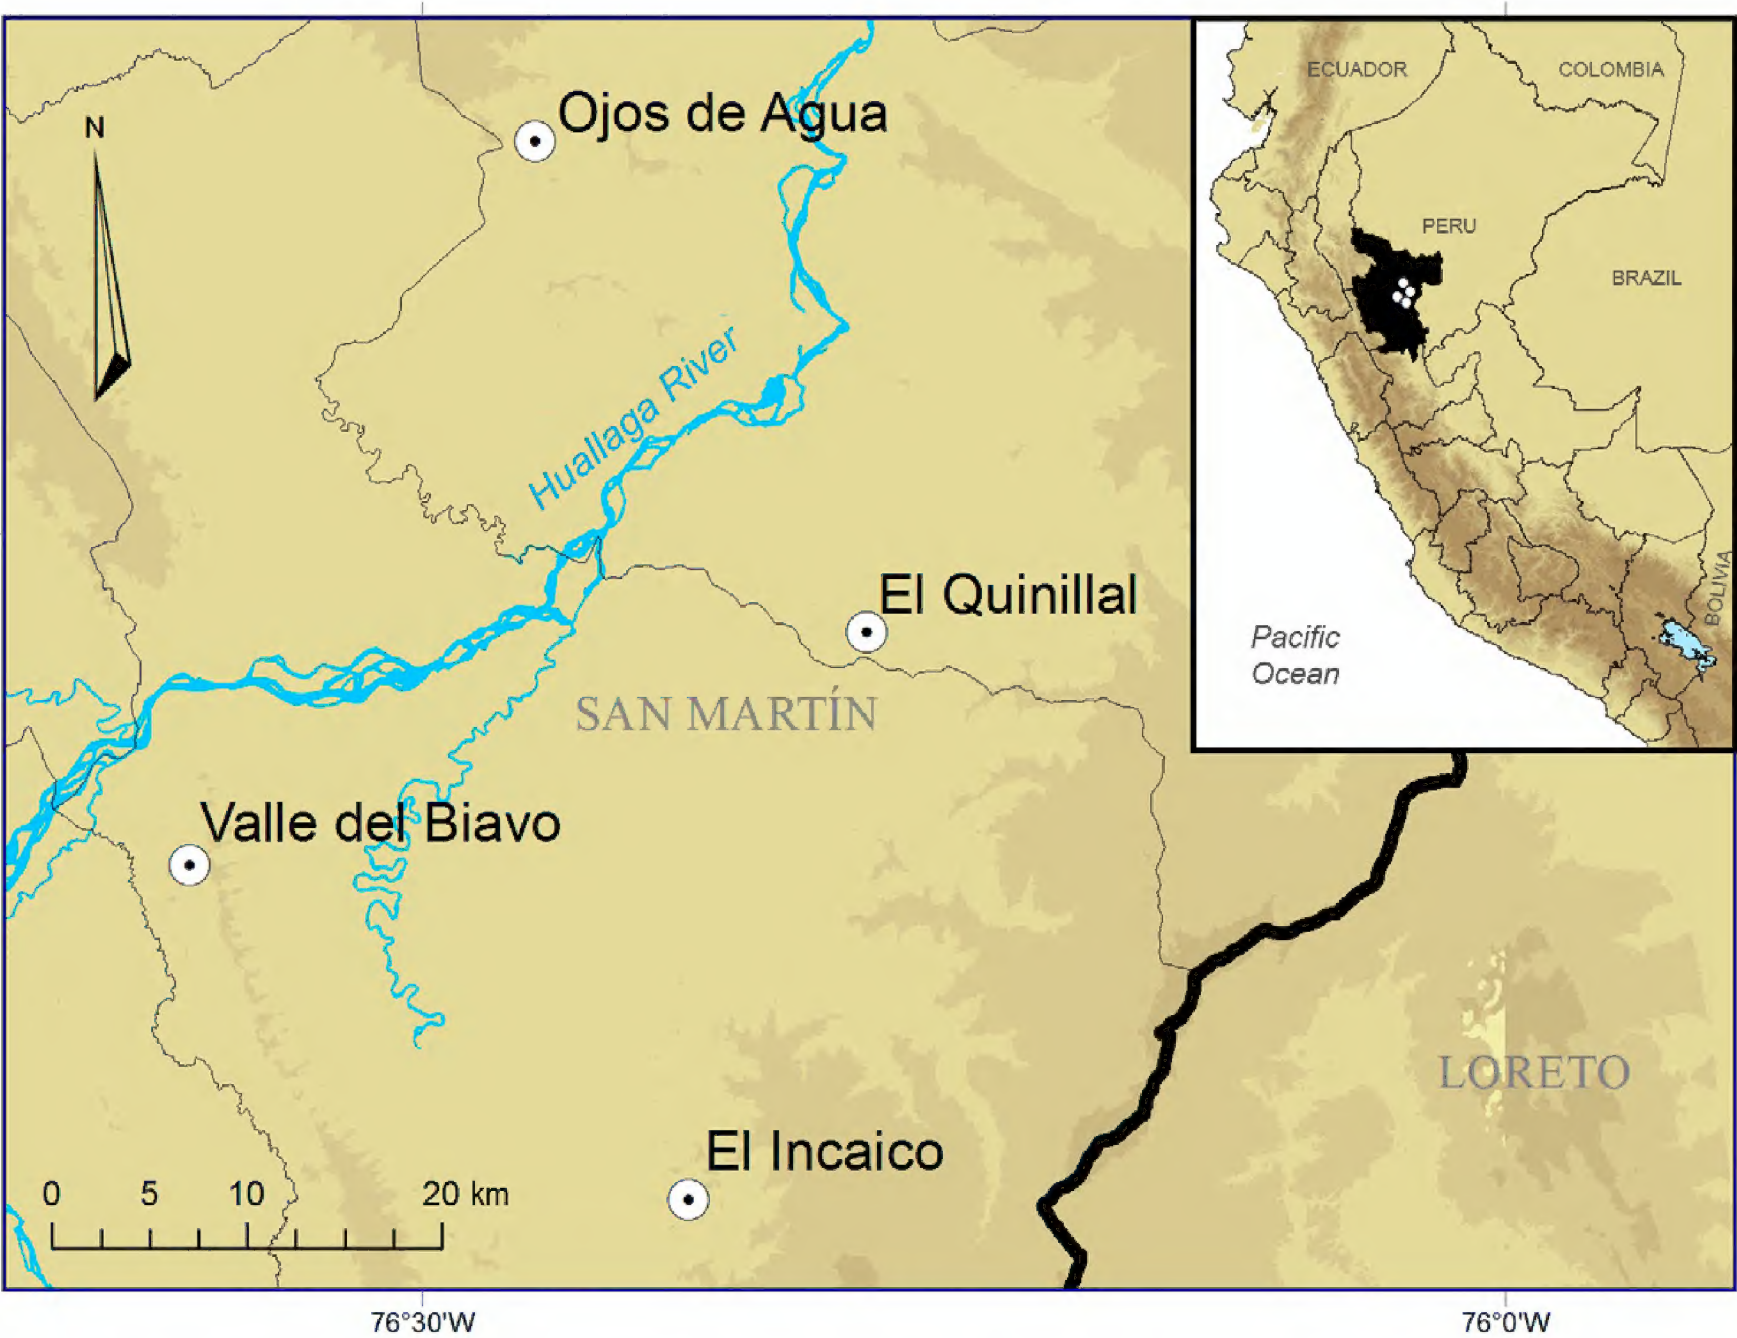 N
Ojos de Agua
Huallaga River
El Quinillal
SAN MARTÍN
Valle del Biavo
El Incaico
LORETO
0 5 10 20 km
76°30'W 76°0'W
ECUADOR
COLOMBIA
PERU
BRAZIL
BOLIVIA
Pacific
Ocean